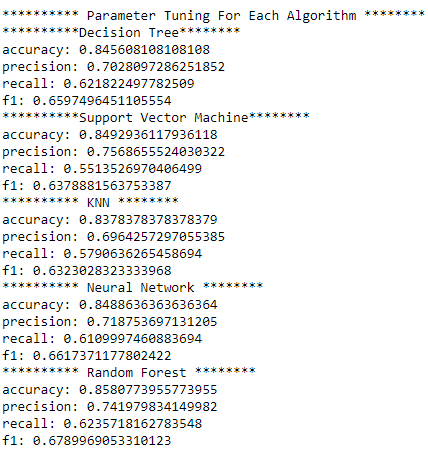 ********** Parameter Tuning For Each Algorithm ********
**********Decision Tree********
accuracy: 0.845608108108108
precision: 0.7028097286251852
recall: 0.621822497782509
f1: 0.6597496451105554
**********Support Vector Machine********
accuracy: 0.8492936117936118
precision: 0.7568655524030322
recall: 0.5513526970406499
f1: 0.6378881563753387
********** KNN ********
accuracy: 0.8378378378378379
precision: 0.6964257297055385
recall: 0.5790636265458694
f1: 0.6323028323333968
********** Neural Network ********
accuracy: 0.8488636363636364
precision: 0.718753697131205
recall: 0.6109997460883694
f1: 0.6617371177802422
********** Random Forest ********
accuracy: 0.8580773955773955
precision: 0.741979834149982
recall: 0.6235718162783548
f1: 0.6789969053310123